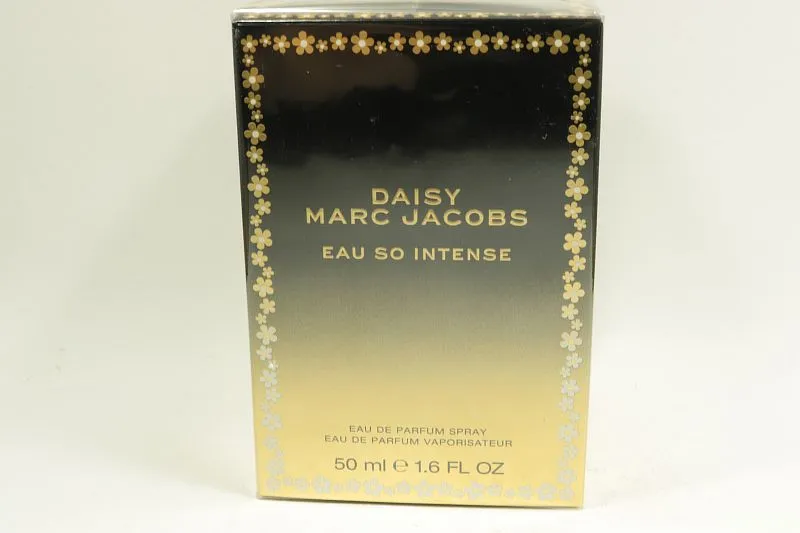 DAISY
MARC JACOBS
EAU SO INTENSE
EAU DE PARFUM SPRAY
EAU DE PARFUM VAPORISATEUR
50 ml ℮ 1.6 FL OZ